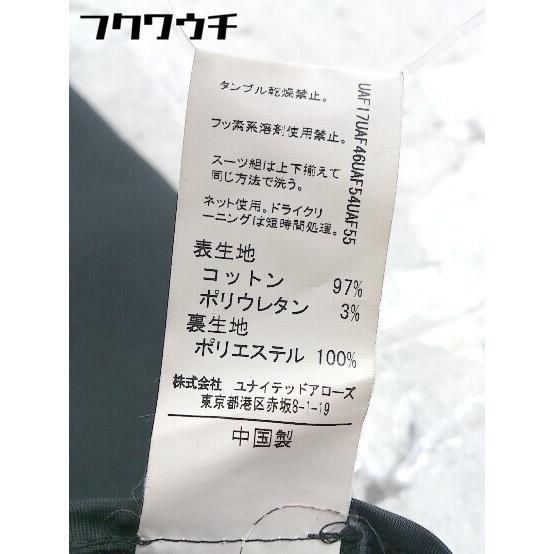 フクワウチ
タンブル乾燥禁止。
フッ素系溶剤使用禁止。
スーツ組は上下揃えて
同じ方法で洗う。
ネット使用。ドライクリ
ーニングは短時間処理。
UAF17UAF46UAF54UAF55
表生地
コットン 97%
ポリウレタン 3%
裏生地
ポリエステル 100%
株式会社 ユナイテッドアローズ
東京都港区赤坂8-1-19
中国製